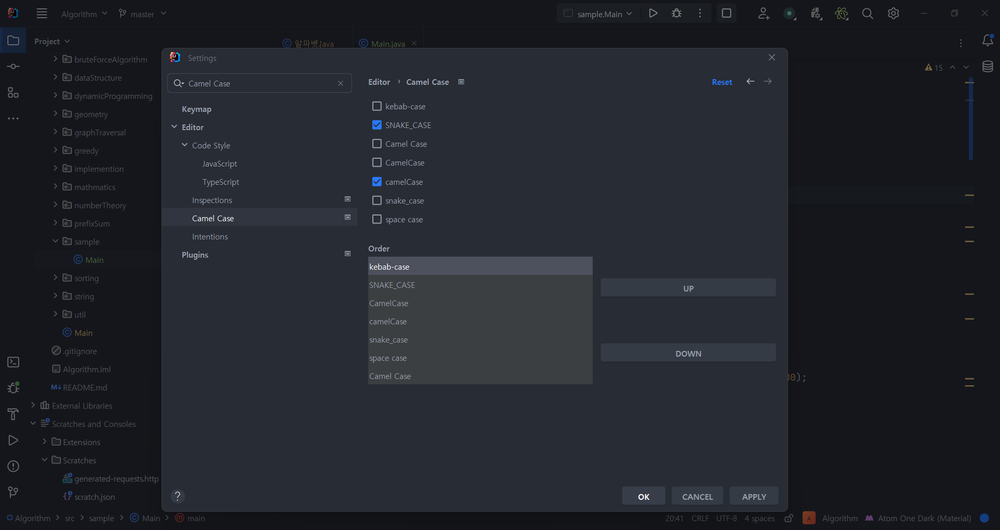 Algorithm
master
sample.Main
Project
알파벳.java
Main.java
bruteForceAlgorithm
dataStructure
dynamicProgramming
geometry
graphTraversal
greedy
implemention
mathmatics
numberTheory
prefixSum
sample
Main
sorting
string
util
Main
.gitignore
Algorithm.iml
M↓ README.md
External Libraries
Scratches and Consoles
Extensions
Scratches
API generated-requests.http
scratch.json
15
Settings
Camel Case
Keymap
Editor
Code Style
JavaScript
TypeScript
Inspections
Camel Case
Intentions
Plugins
Editor › Camel Case
Reset
kebab-case
SNAKE_CASE
Camel Case
CamelCase
camelCase
snake_case
space case
Order
kebab-case
SNAKE_CASE
CamelCase
camelCase
snake_case
space case
Camel Case
UP
DOWN
00);
?
OK CANCEL APPLY
Algorithm > src > sample > Main > main
20:41 CRLF UTF-8 4 spaces A Algorithm Atom One Dark (Material)